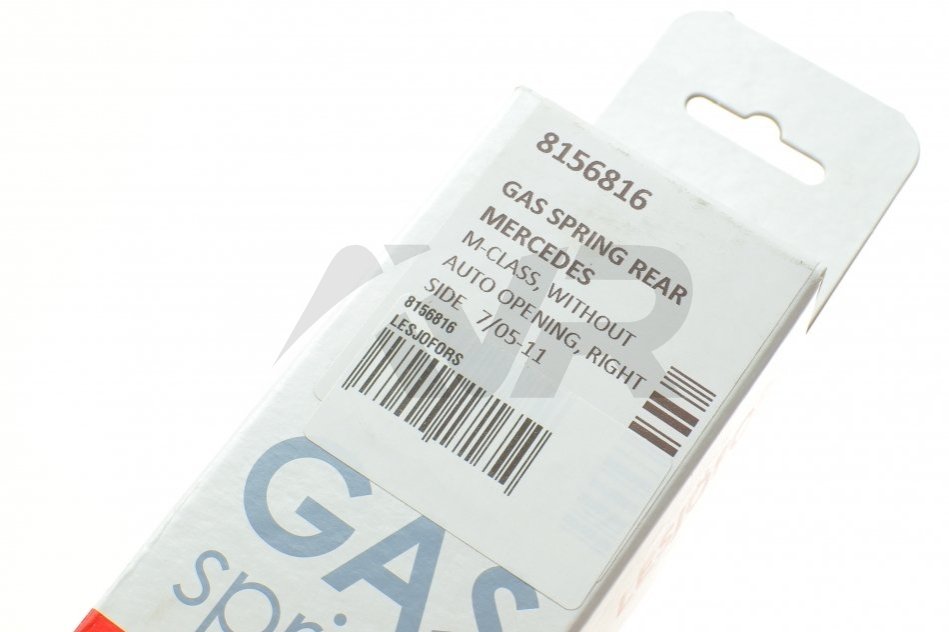 8156816
GAS SPRING REAR
MERCEDES
M-CLASS, WITHOUT
AUTO OPENING, RIGHT
SIDE 7/05-11
8156816
LESJOFORS
GAS
spri